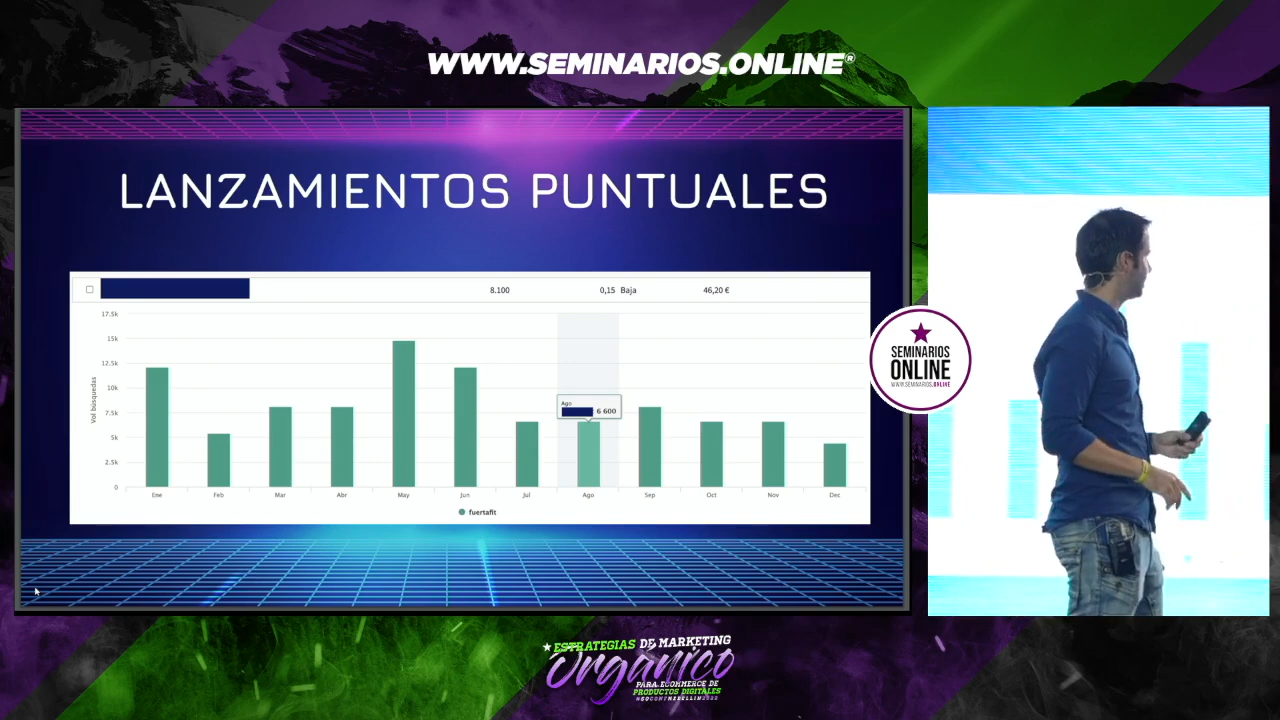 WWW.SEMINARIOS.ONLINE®
LANZAMIENTOS PUNTUALES
8.100 0,15 Baja 46,20 €
17.5k
15k
12.5k
10k
7.5k
5k
2.5k
0
Vol búsquedas
Ago
6 600
Ene Feb Mar Abr May Jun Jul Ago Sep Oct Nov Dec
fuertafit
SEMINARIOS
ONLINE
WWW.SEMINARIOS.ONLINE
ESTRATEGIAS DE MARKETING
Orgánico
PARA ECOMMERCE DE
PRODUCTOS DIGITALES